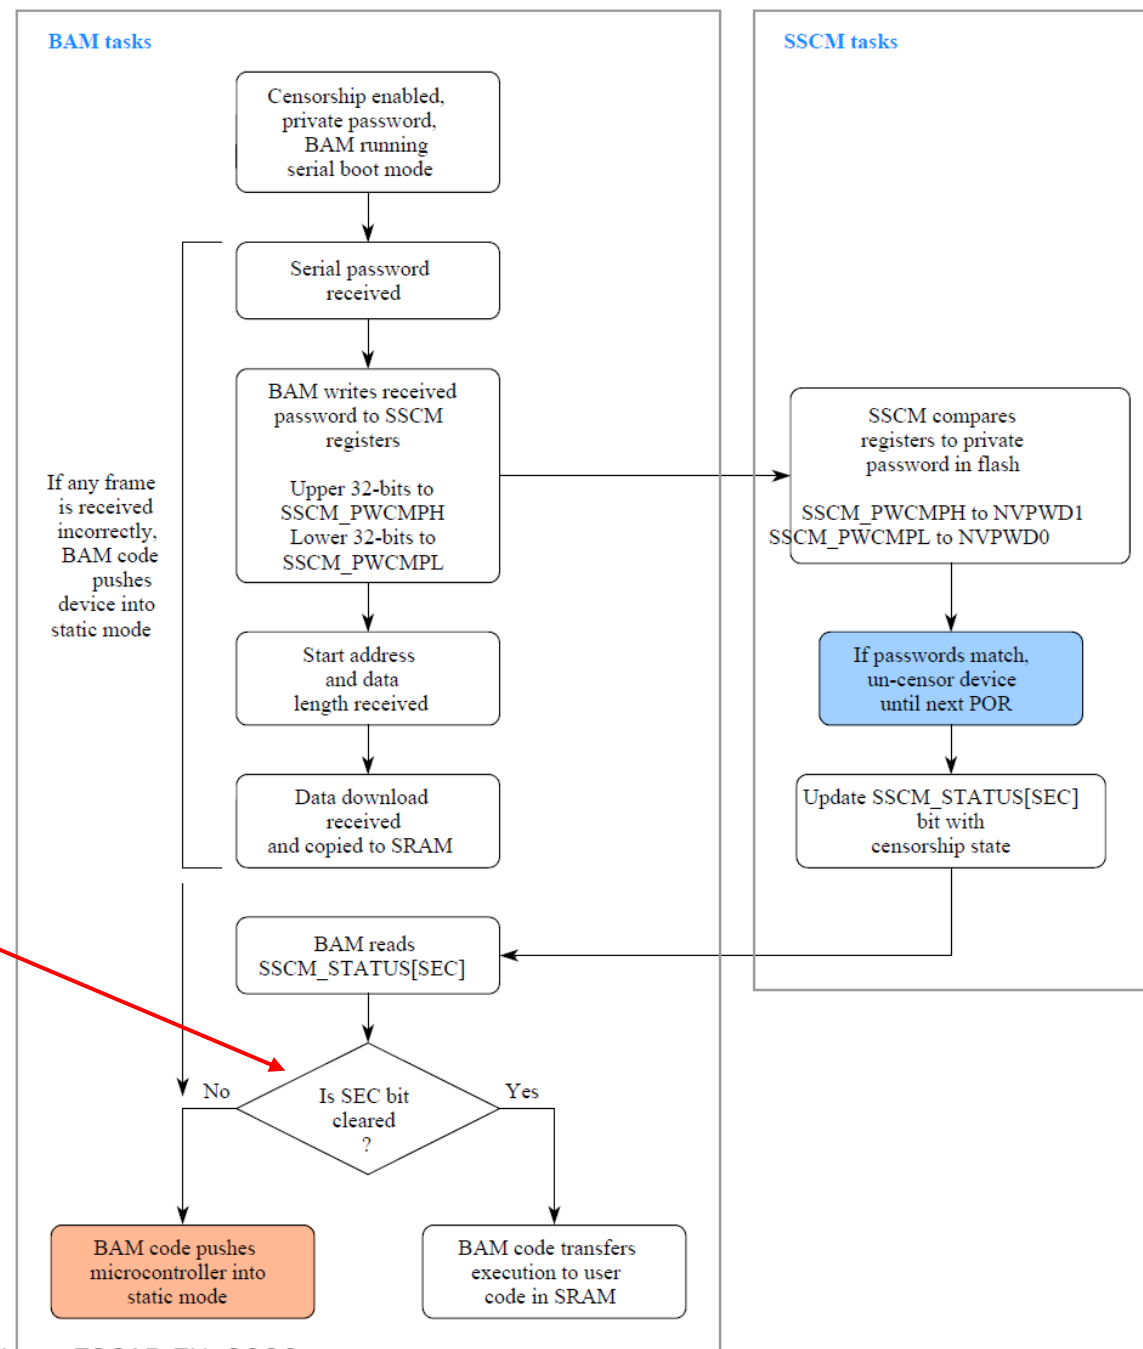 BAM tasks
Censorship enabled,
private password,
BAM running
serial boot mode
Serial password
received
BAM writes received
password to SSCM
registers
Upper 32-bits to
SSCM_PWCMPH
Lower 32-bits to
SSCM_PWCMPL
If any frame
is received
incorrectly,
BAM code
pushes
device into
static mode
Start address
and data
length received
Data download
received
and copied to SRAM
BAM reads
SSCM_STATUS[SEC]
No
Is SEC bit
cleared
?
Yes
BAM code pushes
microcontroller into
static mode
BAM code transfers
execution to user
code in SRAM
SSCM tasks
SSCM compares
registers to private
password in flash
SSCM_PWCMPH to NVPWD1
SSCM_PWCMPL to NVPWD0
If passwords match,
un-censor device
until next POR
Update SSCM_STATUS[SEC]
bit with
censorship state